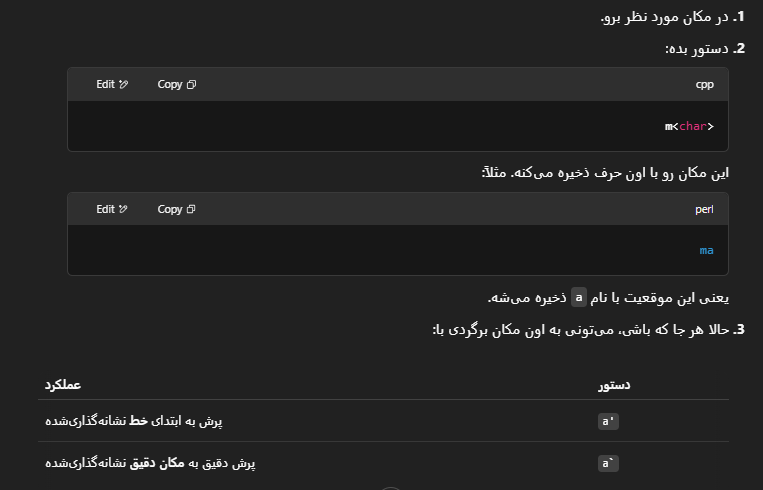 1. در مکان مورد نظر برو.
2. دستور بده:
cpp Copy Edit
m<char>
این مکان رو با اون حرف ذخیره می‌کنه. مثلاً:
perl Copy Edit
ma
یعنی این موقعیت با نام a ذخیره می‌شه.
3. حالا هر جا که باشی، می‌تونی به اون مکان برگردی با:
دستور عملکرد
a' پرش به ابتدای خط نشانه‌گذاری‌شده
a` پرش دقیق به مکان دقیق نشانه‌گذاری‌شده